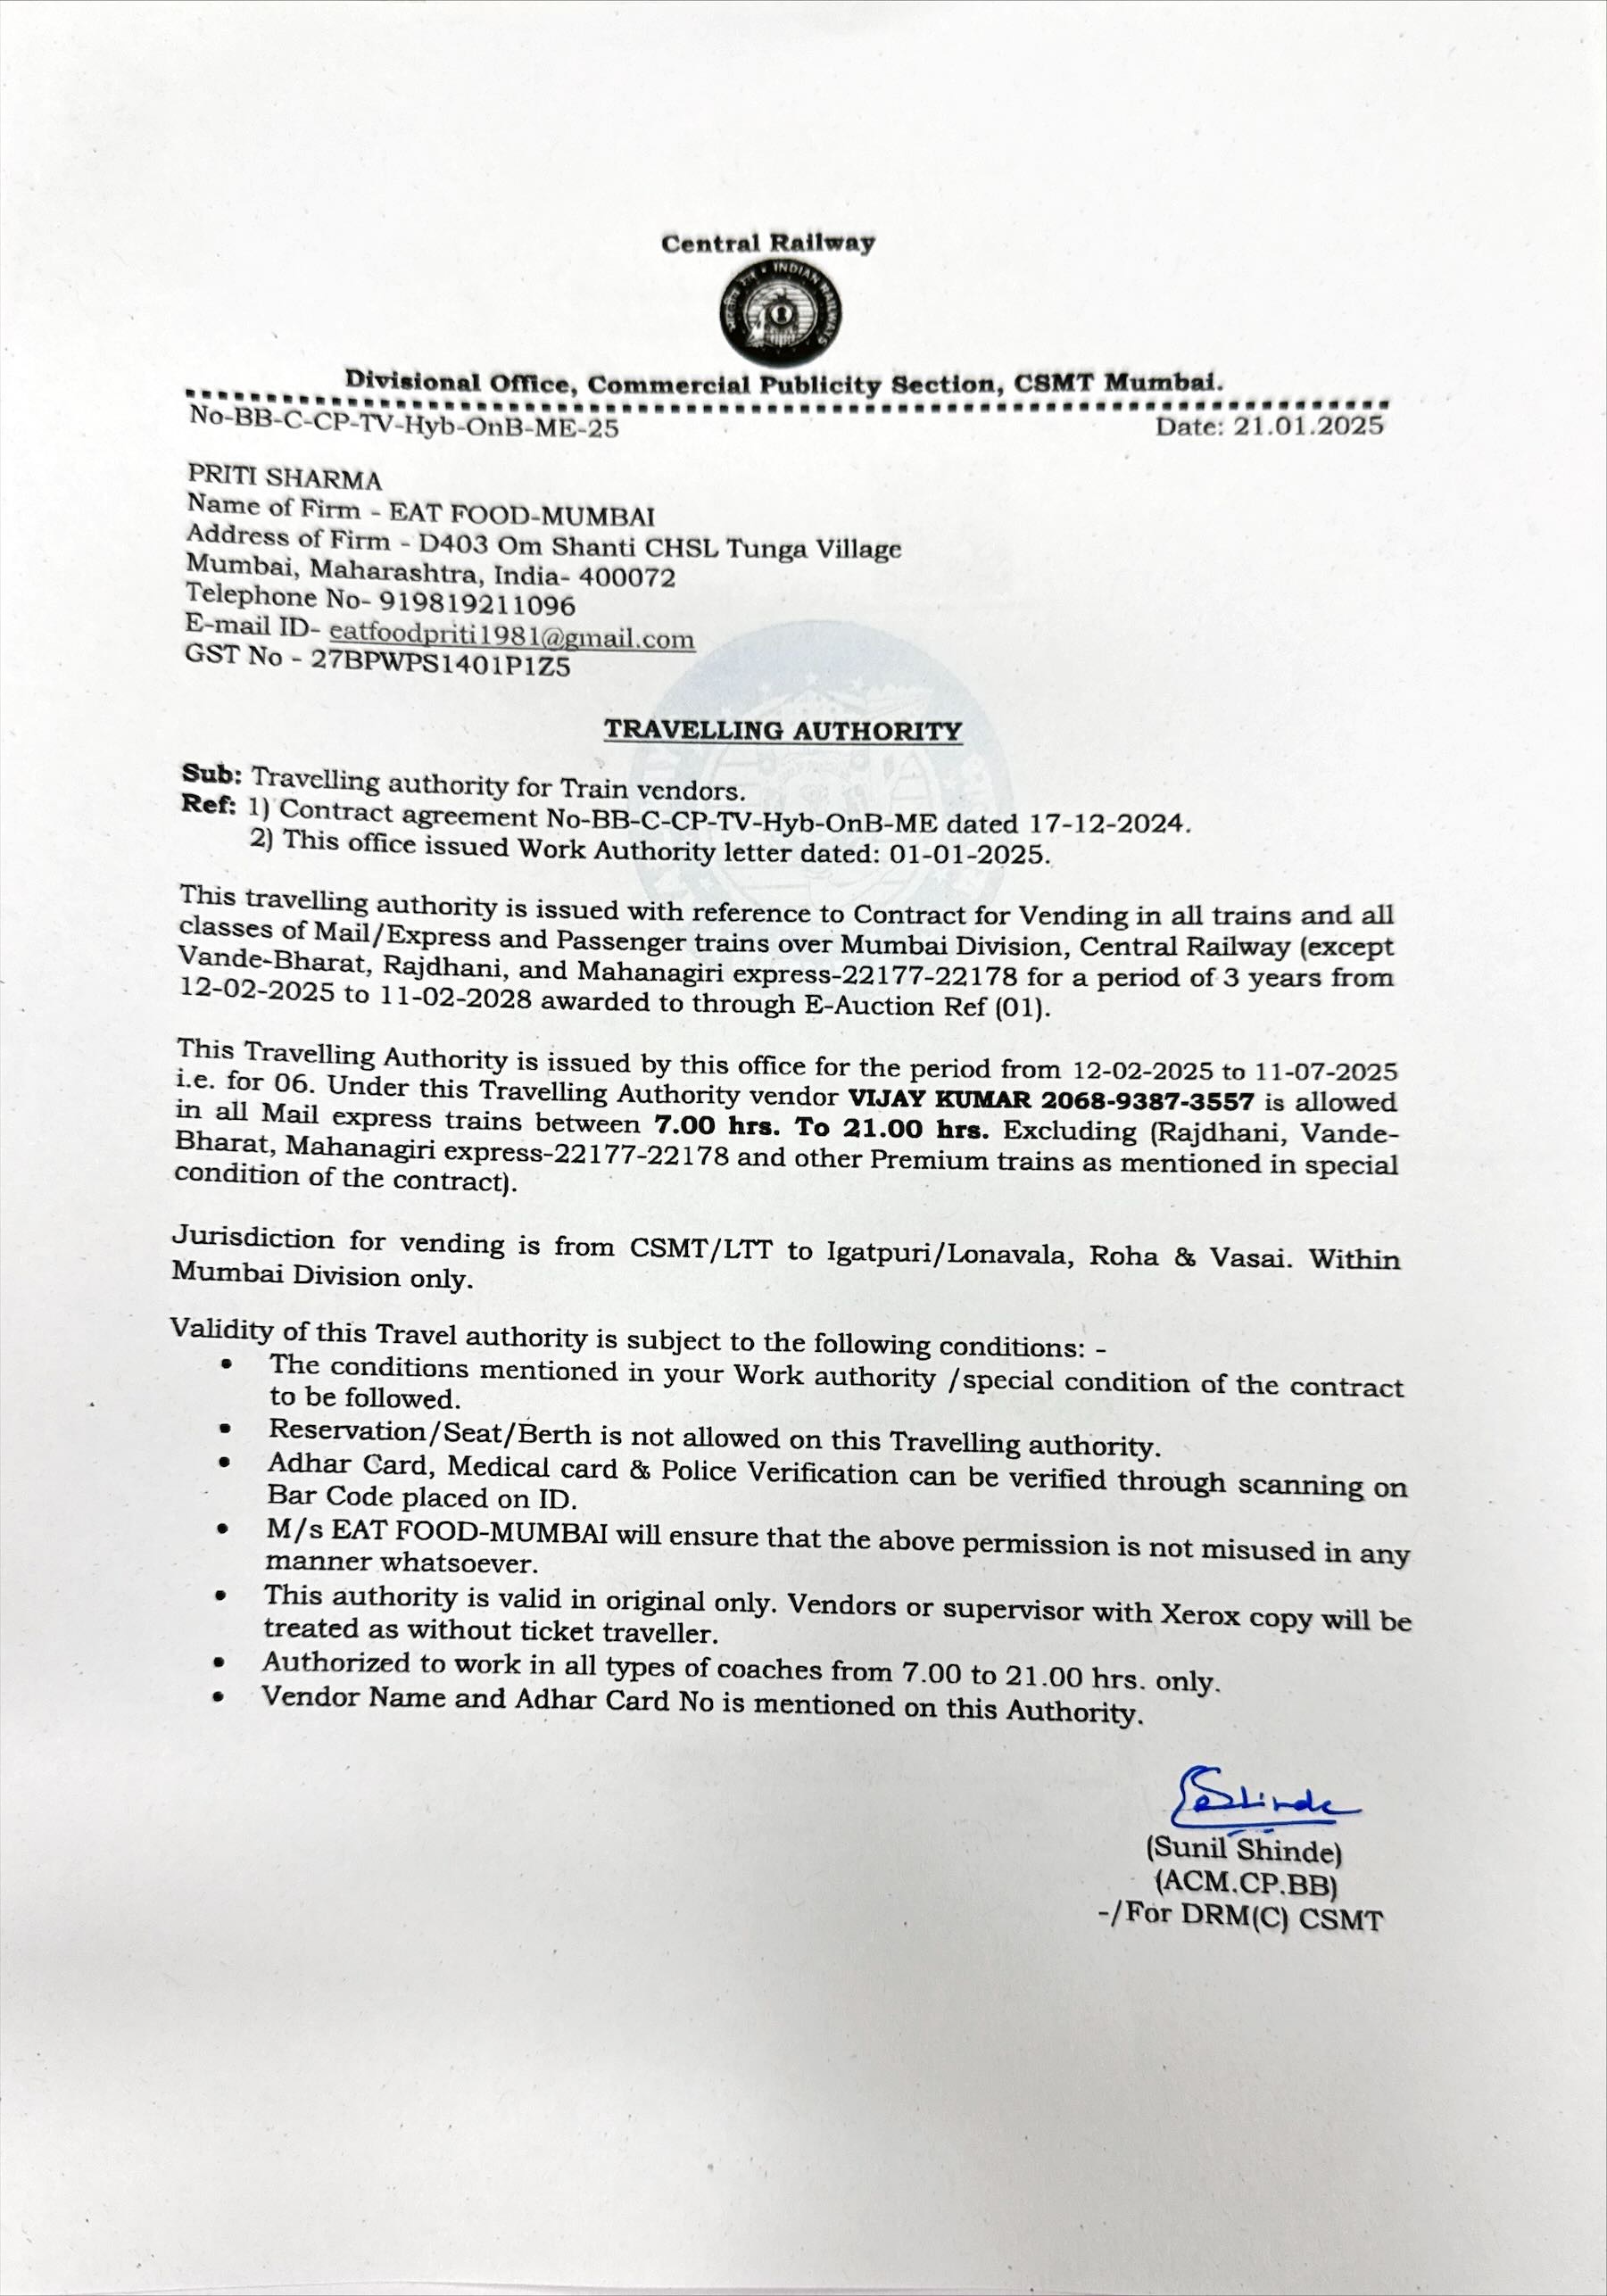 Central Railway
INDIAN RAILWAYS
Divisional Office, Commercial Publicity Section, CSMT Mumbai.
No-BB-C-CP-TV-Hyb-OnB-ME-25 Date: 21.01.2025
PRITI SHARMA
Name of Firm - EAT FOOD-MUMBAI
Address of Firm - D403 Om Shanti CHSL Tunga Village
Mumbai, Maharashtra, India- 400072
Telephone No- 919819211096
E-mail ID- eatfoodpriti1981@gmail.com
GST No - 27BPWPS1401P1Z5
TRAVELLING AUTHORITY
Sub: Travelling authority for Train vendors.
Ref: 1) Contract agreement No-BB-C-CP-TV-Hyb-OnB-ME dated 17-12-2024.
2) This office issued Work Authority letter dated: 01-01-2025.
This travelling authority is issued with reference to Contract for Vending in all trains and all
classes of Mail/Express and Passenger trains over Mumbai Division, Central Railway (except
Vande-Bharat, Rajdhani, and Mahanagiri express-22177-22178 for a period of 3 years from
12-02-2025 to 11-02-2028 awarded to through E-Auction Ref (01).
This Travelling Authority is issued by this office for the period from 12-02-2025 to 11-07-2025
i.e. for 06. Under this Travelling Authority vendor VIJAY KUMAR 2068-9387-3557 is allowed
in all Mail express trains between 7.00 hrs. To 21.00 hrs. Excluding (Rajdhani, Vande-
Bharat, Mahanagiri express-22177-22178 and other Premium trains as mentioned in special
condition of the contract).
Jurisdiction for vending is from CSMT/LTT to Igatpuri/Lonavala, Roha & Vasai. Within
Mumbai Division only.
Validity of this Travel authority is subject to the following conditions: -
• The conditions mentioned in your Work authority /special condition of the contract
to be followed.
• Reservation/Seat/Berth is not allowed on this Travelling authority.
• Adhar Card, Medical card & Police Verification can be verified through scanning on
Bar Code placed on ID.
• M/s EAT FOOD-MUMBAI will ensure that the above permission is not misused in any
manner whatsoever.
• This authority is valid in original only. Vendors or supervisor with Xerox copy will be
treated as without ticket traveller.
• Authorized to work in all types of coaches from 7.00 to 21.00 hrs. only.
• Vendor Name and Adhar Card No is mentioned on this Authority.
Shinde
(Sunil Shinde)
(ACM.CP.BB)
-/For DRM(C) CSMT